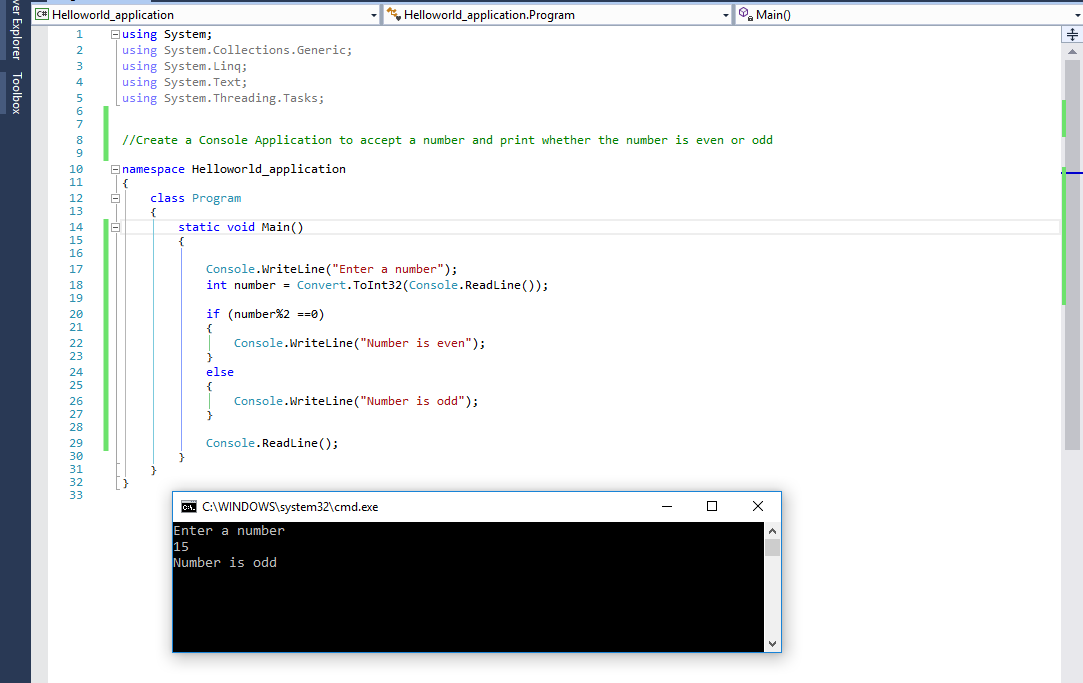 ver Explorer
Toolbox
C# Helloworld_application
Helloworld_application.Program
Main()
1 using System;
2 using System.Collections.Generic;
3 using System.Linq;
4 using System.Text;
5 using System.Threading.Tasks;
6
7
8 //Create a Console Application to accept a number and print whether the number is even or odd
9
10 namespace Helloworld_application
11 {
12 class Program
13 {
14 static void Main()
15 {
16
17 Console.WriteLine("Enter a number");
18 int number = Convert.ToInt32(Console.ReadLine());
19
20 if (number%2 ==0)
21 {
22 Console.WriteLine("Number is even");
23 }
24 else
25 {
26 Console.WriteLine("Number is odd");
27 }
28
29 Console.ReadLine();
30 }
31 }
32 }
33
C:\WINDOWS\system32\cmd.exe
Enter a number
15
Number is odd